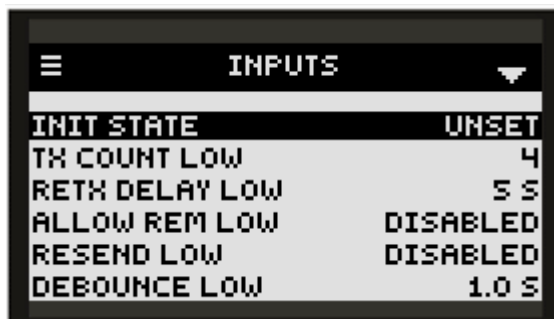 INPUTS
INIT STATE UNSET
TX COUNT LOW 4
RETX DELAY LOW 5 S
ALLOW REM LOW DISABLED
RESEND LOW DISABLED
DEBOUNCE LOW 1.0 S